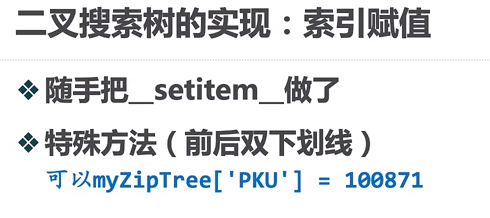 二叉搜索树的实现：索引赋值
❖ 随手把__setitem__做了
❖ 特殊方法（前后双下划线）
可以myZipTree['PKU'] = 100871